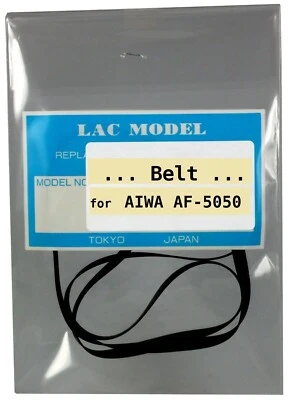 LAC MODEL
REPLA
... Belt ...
MODEL NO
for AIWA AF-5050
TOKYO JAPAN